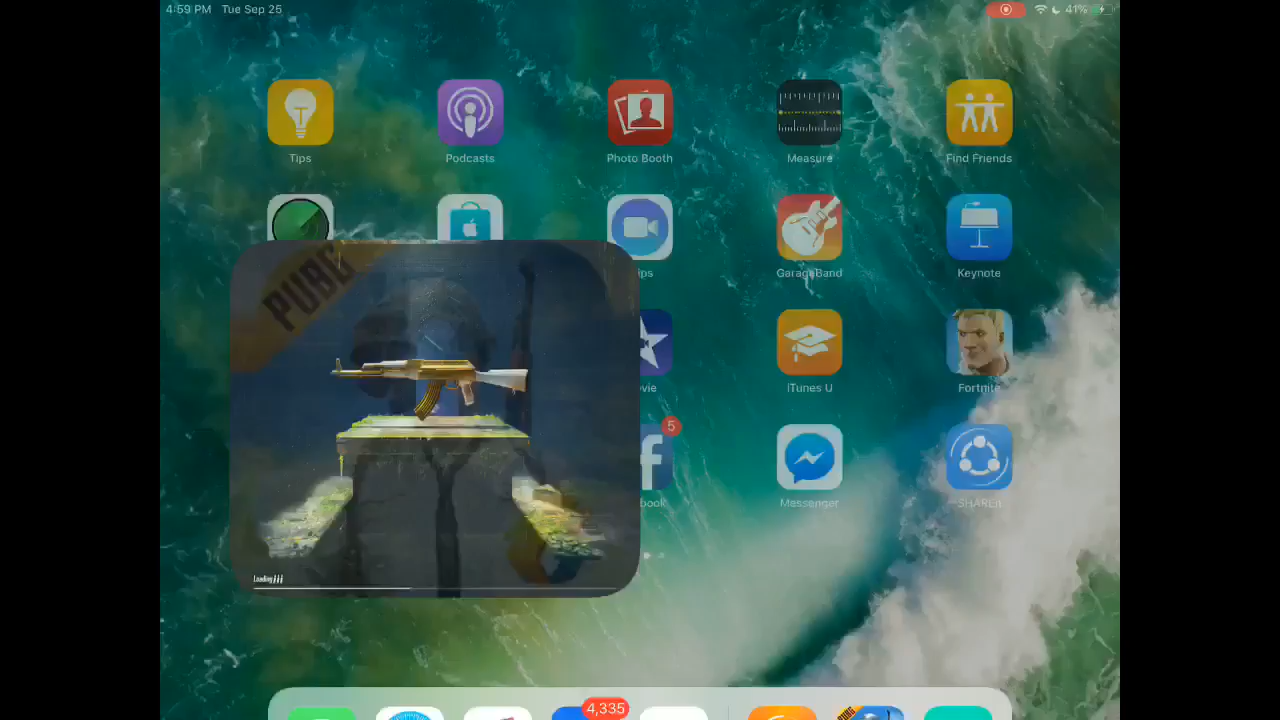 4:59 PM Tue Sep 25
41%
Tips
Podcasts
Photo Booth
Measure
Find Friends
GarageBand
Keynote
PUBG
iTunes U
Fortnite
5
Messenger
SHAREit
Loading
4,335